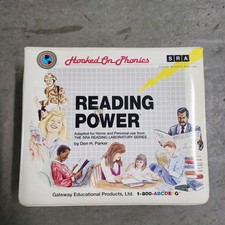 Hooked On Phonics
SRA
READING
POWER
Adapted for Home and Personal use from
THE SRA READING LABORATORY SERIES
by Don H. Parker
Gateway Educational Products, Ltd. 1-800-ABCDEFG